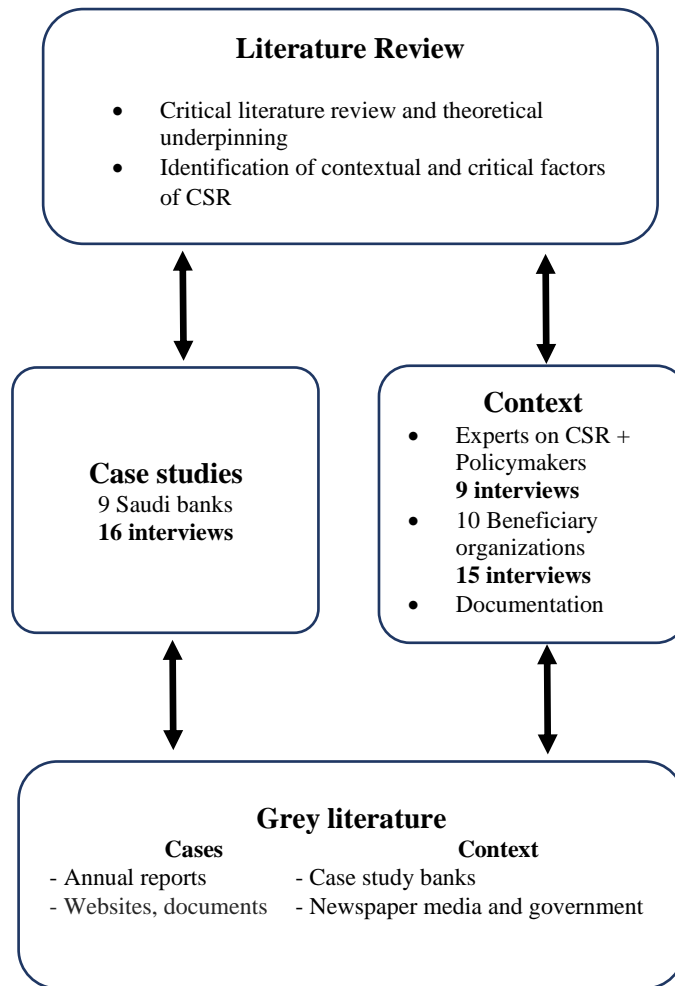 Literature Review
• Critical literature review and theoretical
underpinning
• Identification of contextual and critical factors
of CSR
Case studies
9 Saudi banks
16 interviews
Context
• Experts on CSR +
Policymakers
9 interviews
• 10 Beneficiary
organizations
15 interviews
• Documentation
Grey literature
Cases Context
- Annual reports - Case study banks
- Websites, documents - Newspaper media and government